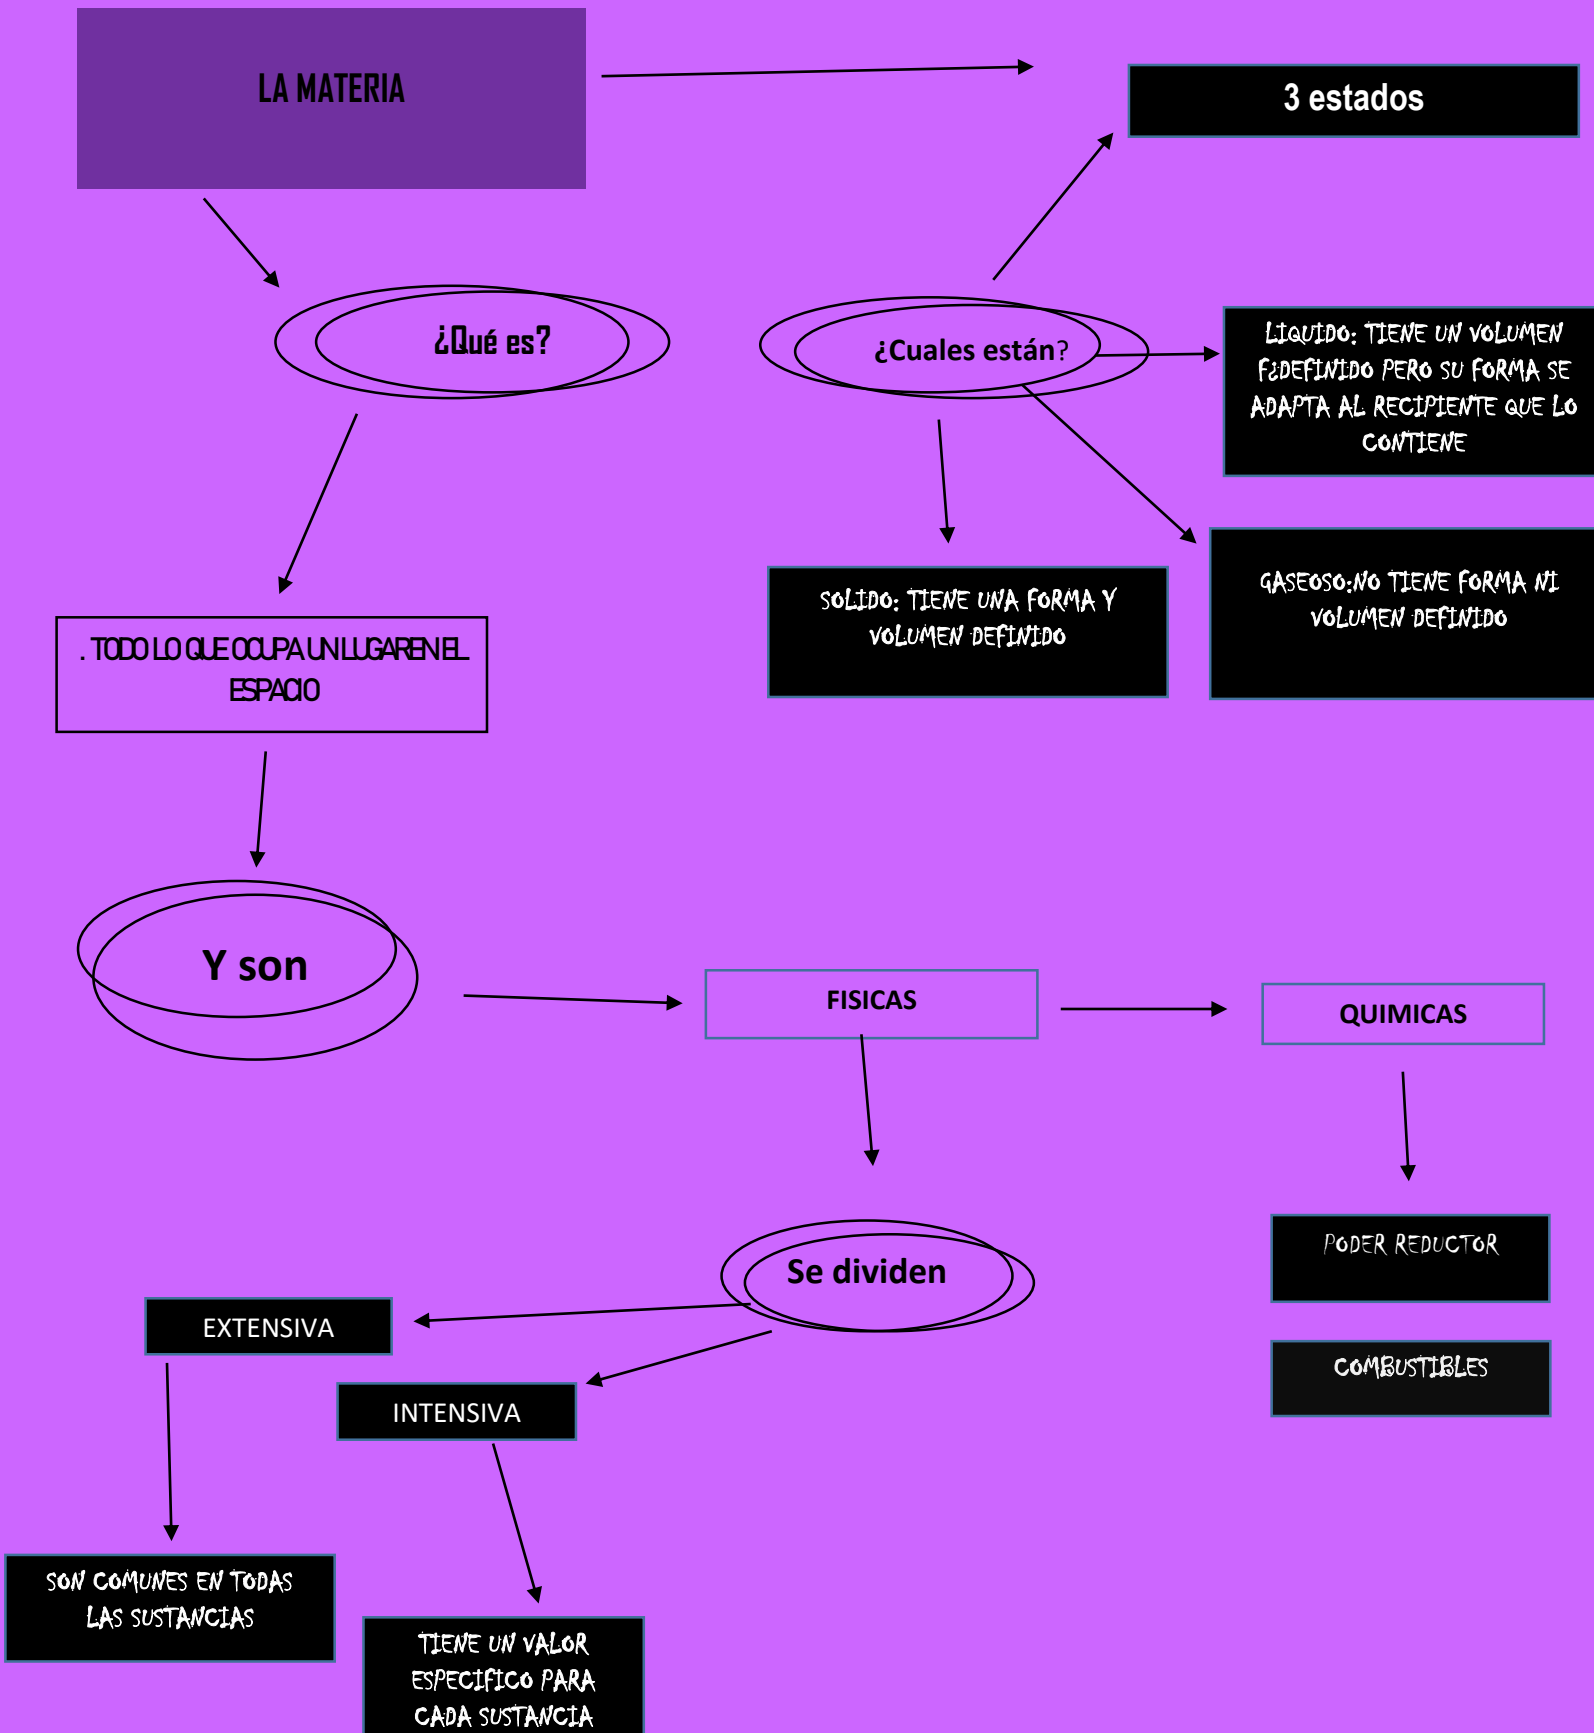 LA MATERIA
3 estados
¿Qué es?
¿Cuales están?
LIQUIDO: TIENE UN VOLUMEN
F¿DEFINIDO PERO SU FORMA SE
ADAPTA AL RECIPIENTE QUE LO
CONTIENE
SOLIDO: TIENE UNA FORMA Y
VOLUMEN DEFINIDO
GASEOSO:NO TIENE FORMA NI
VOLUMEN DEFINIDO
. TODO LO QUE OCUPA UN LUGAR EN EL
ESPACIO
Y son
FISICAS
QUIMICAS
Se dividen
PODER REDUCTOR
COMBUSTIBLES
EXTENSIVA
INTENSIVA
SON COMUNES EN TODAS
LAS SUSTANCIAS
TIENE UN VALOR
ESPECIFICO PARA
CADA SUSTANCIA